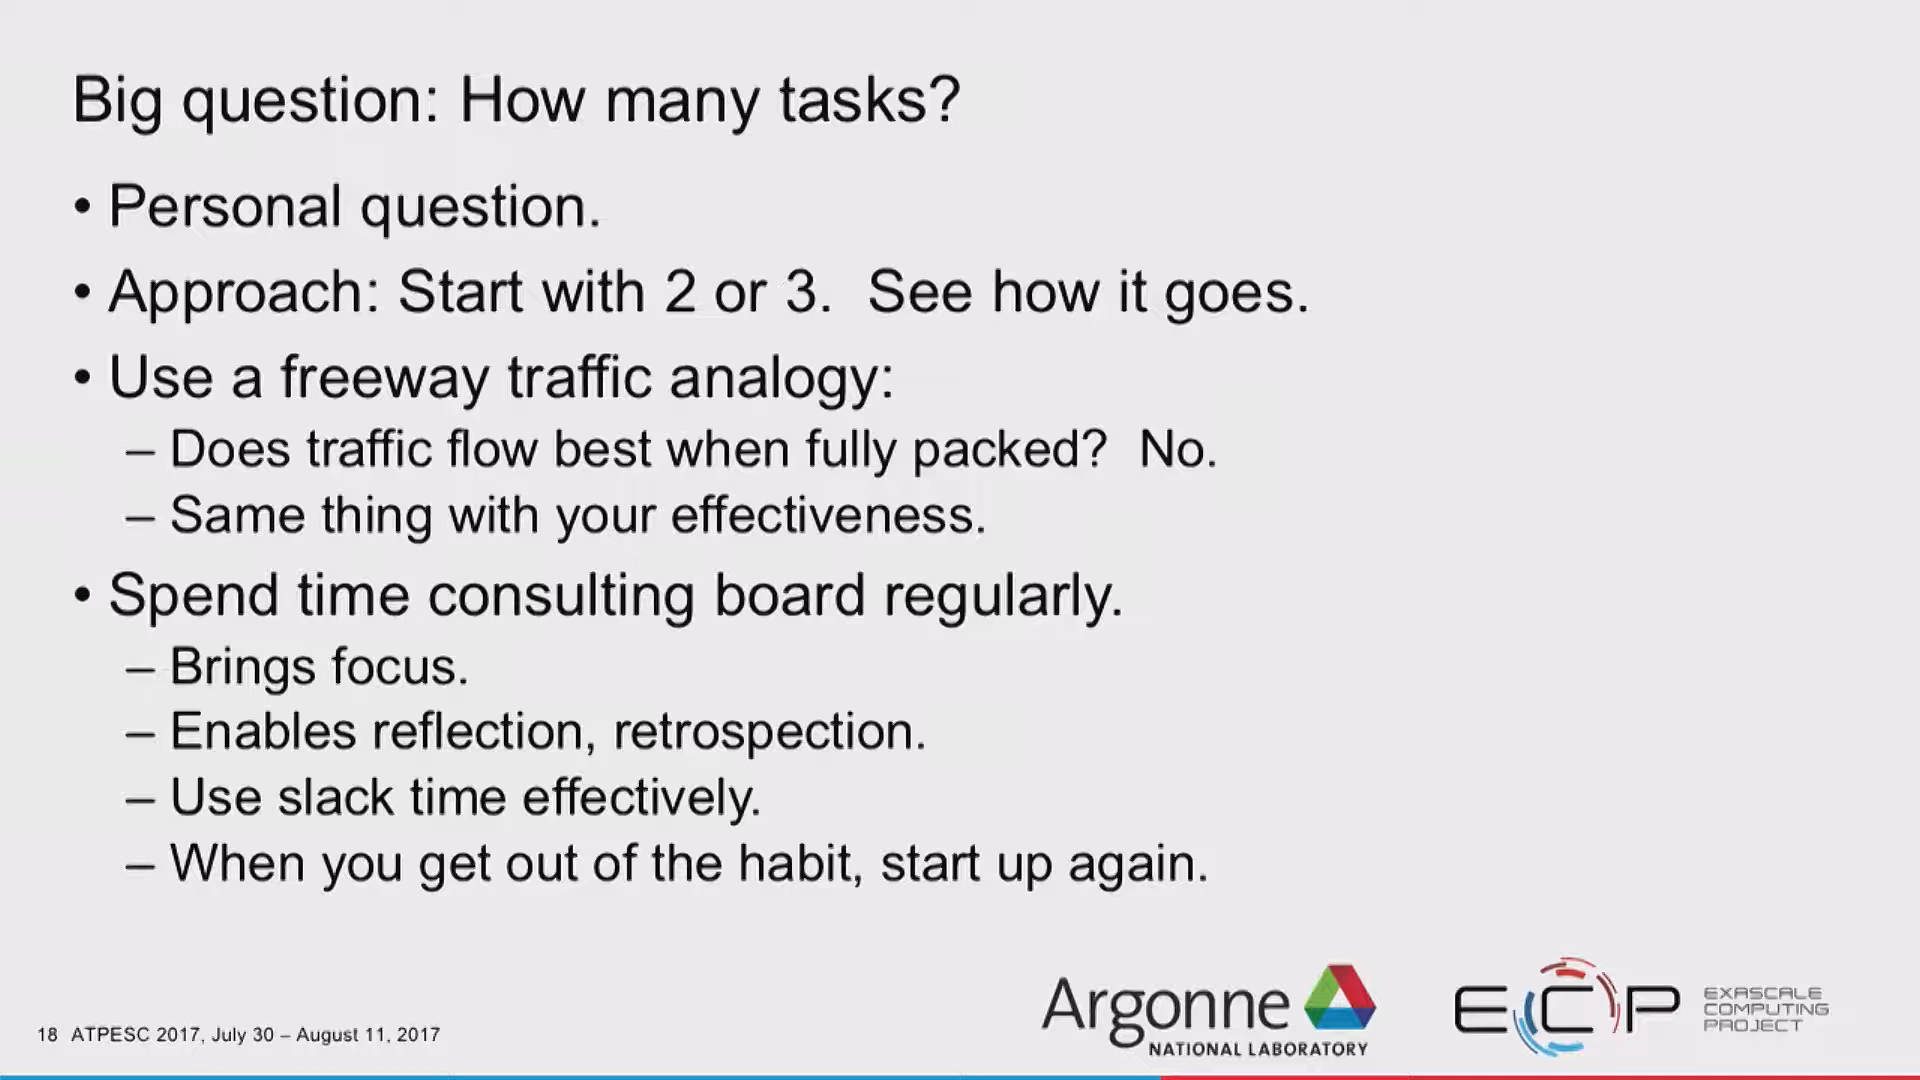 Big question: How many tasks?
• Personal question.
• Approach: Start with 2 or 3.  See how it goes.
• Use a freeway traffic analogy:
– Does traffic flow best when fully packed?  No.
– Same thing with your effectiveness.
• Spend time consulting board regularly.
– Brings focus.
– Enables reflection, retrospection.
– Use slack time effectively.
– When you get out of the habit, start up again.
18 ATPESC 2017, July 30 – August 11, 2017
Argonne
NATIONAL LABORATORY
ECP
EXASCALE
COMPUTING
PROJECT